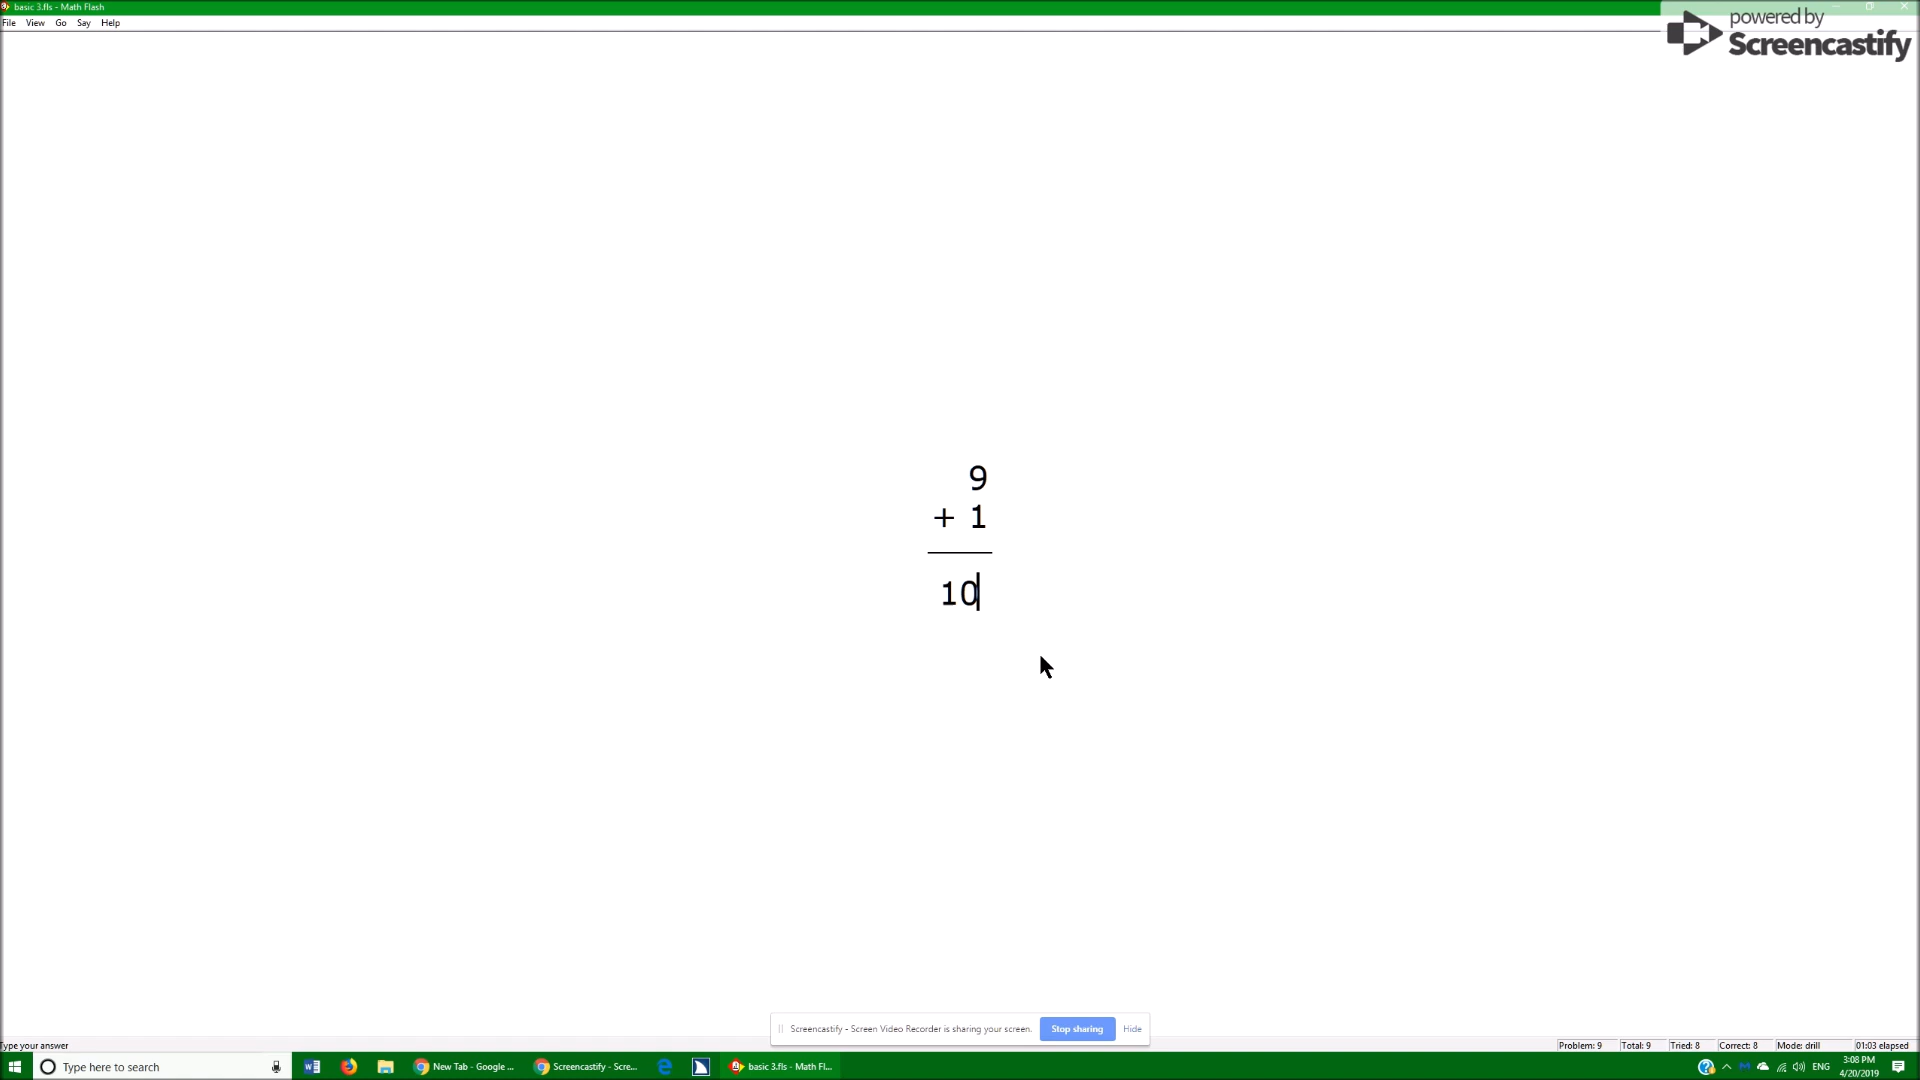 basic 3.fls - Math Flash
File View Go Say Help
powered by
Screencastify
9
+ 1
10
Screencastify - Screen Video Recorder is sharing your screen. Stop sharing Hide
Type your answer
Problem: 9 Total: 9 Tried: 8 Correct: 8 Mode: drill 01:03 elapsed
Type here to search New Tab - Google ... Screencastify - Scre... basic 3.fls - Math Fl... ENG 3:08 PM
4/20/2019